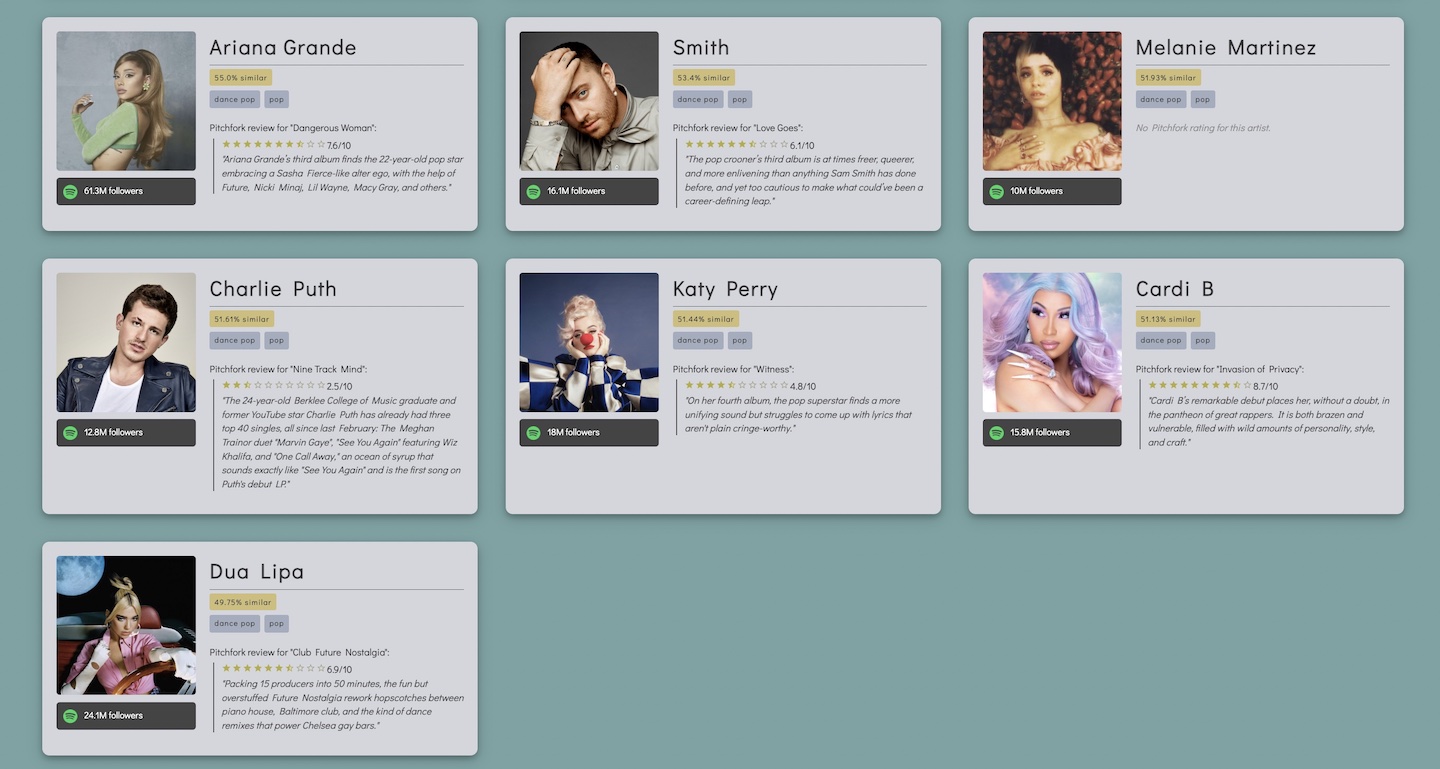 Ariana Grande
55.0% similar
dance pop pop
Pitchfork review for "Dangerous Woman":
7.6/10
"Ariana Grande's third album finds the 22-year-old pop star
embracing a Sasha Fierce-like alter ego, with the help of
Future, Nicki Minaj, Lil Wayne, Macy Gray, and others."
61.3M followers
Smith
53.4% similar
dance pop pop
Pitchfork review for "Love Goes":
6.1/10
"The pop crooner's third album is at times freer, queerer,
and more enlivening than anything Sam Smith has done
before, and yet too cautious to make what could've been a
career-defining leap."
16.1M followers
Melanie Martinez
51.93% similar
dance pop pop
No Pitchfork rating for this artist.
10M followers
Charlie Puth
51.61% similar
dance pop pop
Pitchfork review for "Nine Track Mind":
2.5/10
"The 24-year-old Berklee College of Music graduate and
former YouTube star Charlie Puth has already had three
top 40 singles, all since last February: The Meghan
Trainor duet "Marvin Gaye", "See You Again" featuring Wiz
Khalifa, and "One Call Away," an ocean of syrup that
sounds exactly like "See You Again" and is the first song on
Puth's debut LP."
12.8M followers
Katy Perry
51.44% similar
dance pop pop
Pitchfork review for "Witness":
4.8/10
"On her fourth album, the pop superstar finds a more
unifying sound but struggles to come up with lyrics that
aren't plain cringe-worthy."
18M followers
Cardi B
51.13% similar
dance pop pop
Pitchfork review for "Invasion of Privacy":
8.7/10
"Cardi B's remarkable debut places her, without a doubt, in
the pantheon of great rappers. It is both brazen and
vulnerable, filled with wild amounts of personality, style,
and craft."
15.8M followers
Dua Lipa
49.75% similar
dance pop pop
Pitchfork review for "Club Future Nostalgia":
6.9/10
"Packing 15 producers into 50 minutes, the fun but
overstuffed Future Nostalgia rework hopscotches between
piano house, Baltimore club, and the kind of dance
remixes that power Chelsea gay bars."
24.1M followers